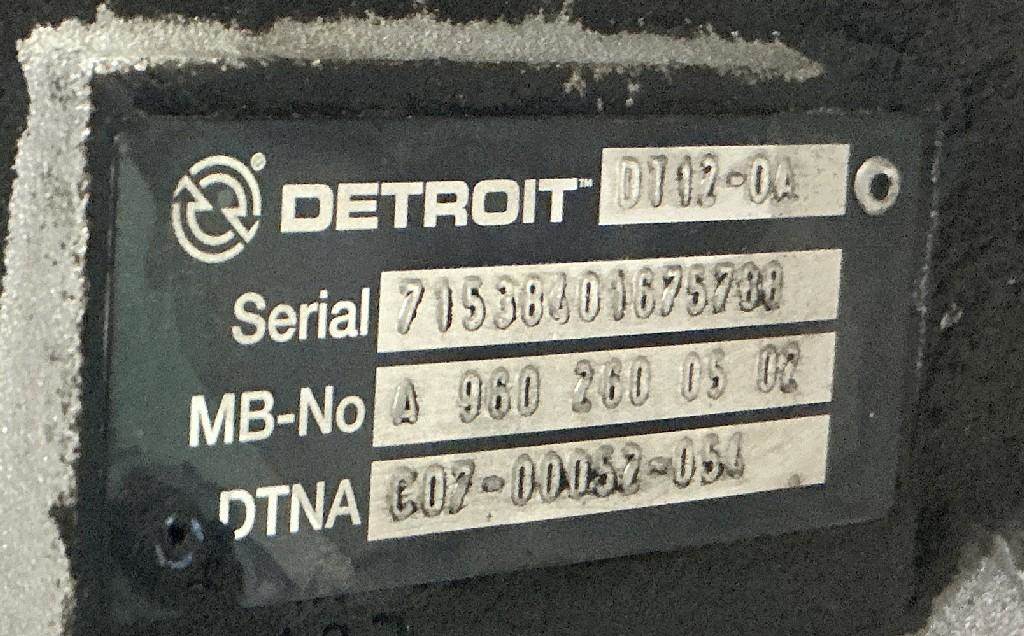 DETROIT™ DT12-OA
Serial 71538401675788
MB-No A 960 260 05 02
DTNA C07-00052-054